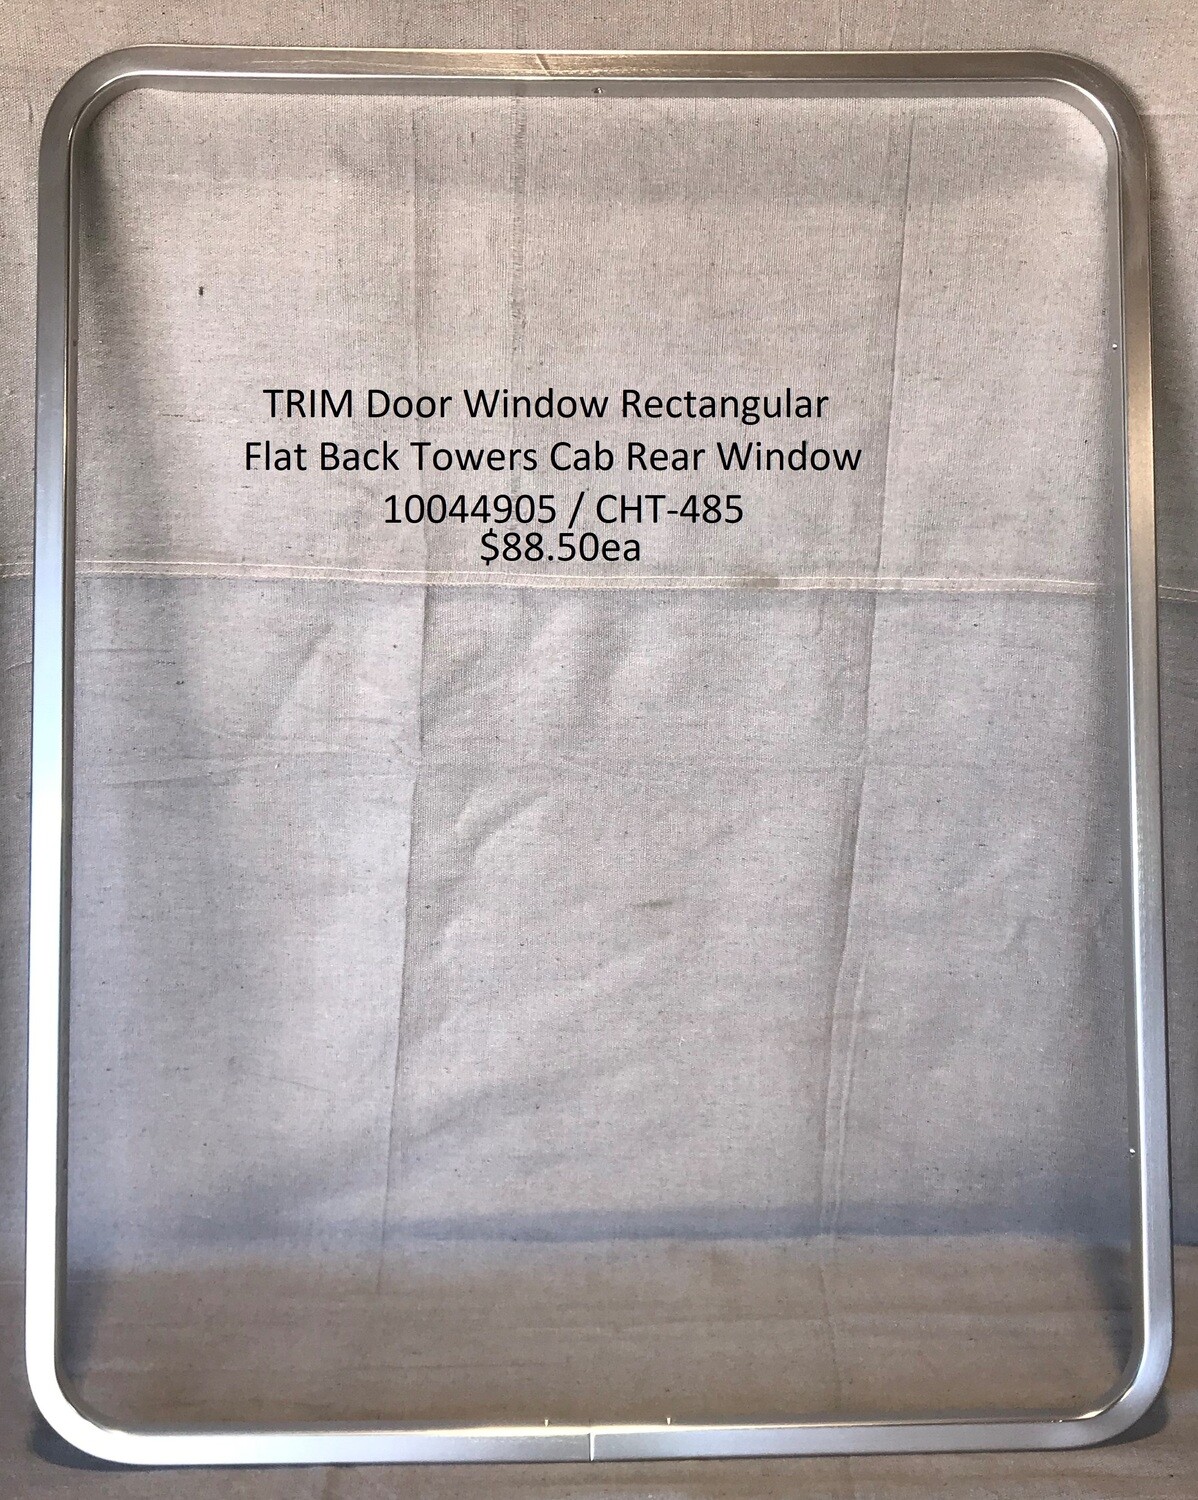 TRIM Door Window Rectangular
Flat Back Towers Cab Rear Window
10044905 / CHT-485
$88.50ea